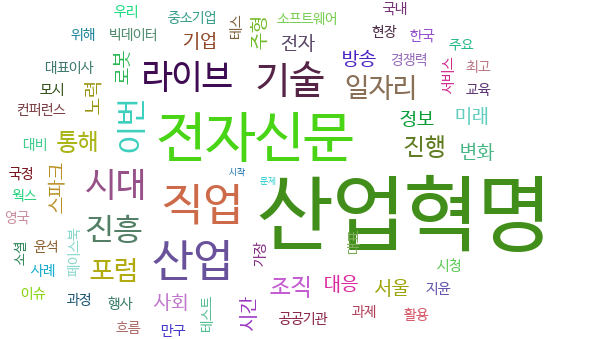 우리
중소기업
테스
주형
소프트웨어
국내
위해
빅데이터
기업
전자
현장
한국
로봇
대표이사
라이브
기술
방송
경쟁력
주요
서비스
최고
모시
노력
일자리
교육
컨퍼런스
이번
전자신문
정보
미래
대비
통해
진행
변화
국정
스파크
시대
직업
산업혁명
시작
문제
웍스
영국
진흥
페이스북
소셜
윤석
산업
가장
사례
포럼
조직
대응
서울
시청
지윤
이슈
과정
행사
사회
테스트
시간
공공기관
과제
활용
흐름
만구